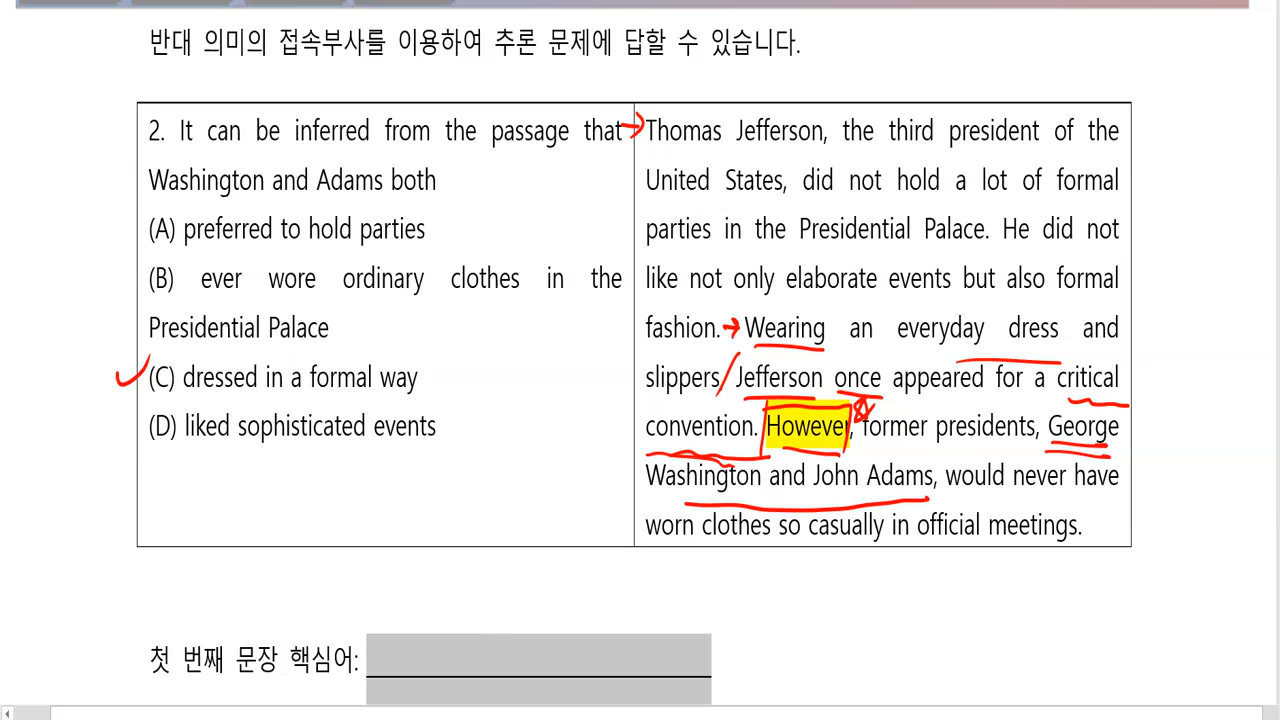 반대 의미의 접속부사를 이용하여 추론 문제에 답할 수 있습니다.
2. It can be inferred from the passage that
Washington and Adams both
(A) preferred to hold parties
(B) ever wore ordinary clothes in the
Presidential Palace
(C) dressed in a formal way
(D) liked sophisticated events
Thomas Jefferson, the third president of the
United States, did not hold a lot of formal
parties in the Presidential Palace. He did not
like not only elaborate events but also formal
fashion. Wearing an everyday dress and
slippers Jefferson once appeared for a critical
convention. However, former presidents, George
Washington and John Adams, would never have
worn clothes so casually in official meetings.
첫 번째 문장 핵심어: